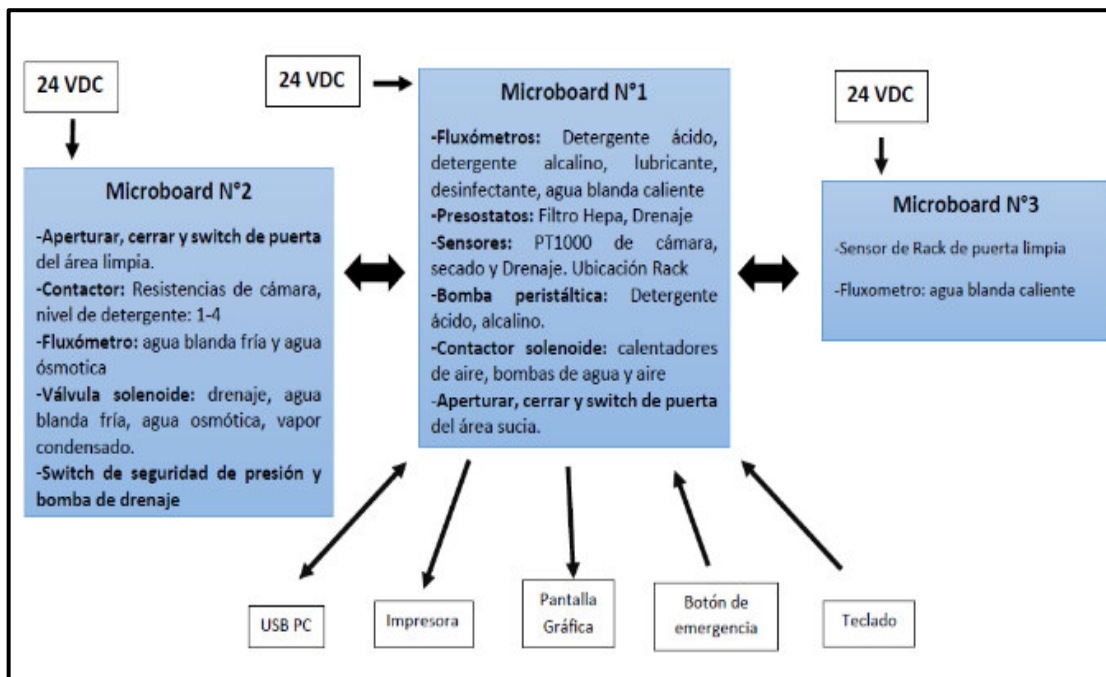 24 VDC
24 VDC
24 VDC
Microboard N°1
-Fluxómetros: Detergente ácido,
detergente alcalino, lubricante,
desinfectante, agua blanda caliente
-Presostatos: Filtro Hepa, Drenaje
-Sensores: PT1000 de cámara,
secado y Drenaje. Ubicación Rack
-Bomba peristáltica: Detergente
ácido, alcalino.
-Contactor solenoide: calentadores
de aire, bombas de agua y aire
-Aperturar, cerrar y switch de puerta
del área sucia.
Microboard N°2
-Aperturar, cerrar y switch de puerta
del área limpia.
-Contactor: Resistencias de cámara,
nivel de detergente: 1-4
-Fluxómetro: agua blanda fría y agua
ósmotica
-Válvula solenoide: drenaje, agua
blanda fría, agua osmótica, vapor
condensado.
-Switch de seguridad de presión y
bomba de drenaje
Microboard N°3
-Sensor de Rack de puerta limpia
-Fluxometro: agua blanda caliente
USB PC
Impresora
Pantalla
Gráfica
Botón de
emergencia
Teclado